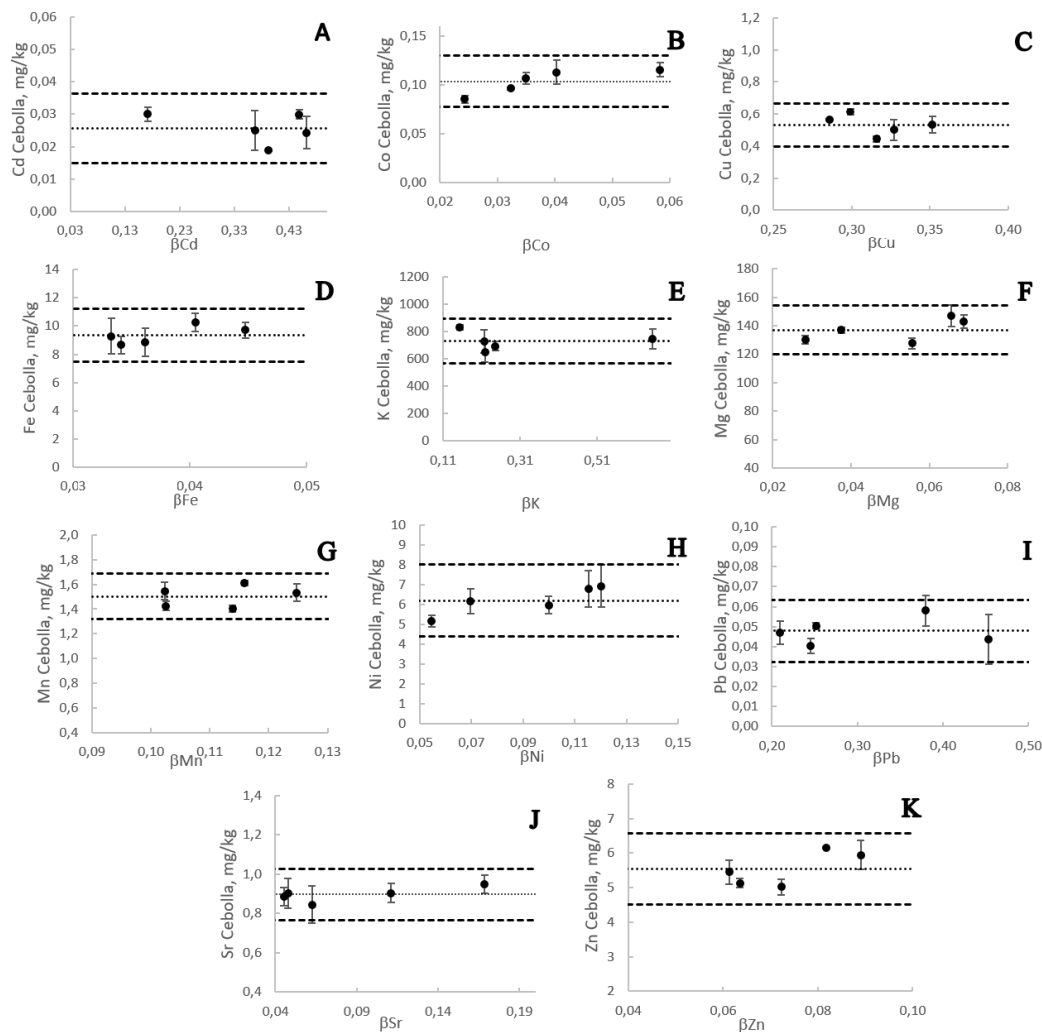 A
Cd Cebolla, mg/kg
0,06
0,05
0,04
0,03
0,02
0,01
0,00
0,03 0,13 0,23 0,33 0,43
βCd
B
Co Cebolla, mg/kg
0,15
0,10
0,05
0,00
0,02 0,03 0,04 0,05 0,06
βCo
C
Cu Cebolla, mg/kg
1,2
1,0
0,8
0,6
0,4
0,2
0,0
0,25 0,30 0,35 0,40
βCu
D
Fe Cebolla, mg/kg
14
12
10
8
6
4
2
0
0,03 0,04 0,05
βFe
E
K Cebolla, mg/kg
1200
1000
800
600
400
200
0
0,11 0,31 0,51
βK
F
Mg Cebolla, mg/kg
180
160
140
120
100
80
60
40
0,02 0,04 0,06 0,08
βMg
G
Mn Cebolla, mg/kg
2,0
1,8
1,6
1,4
1,2
1,0
0,8
0,6
0,4
0,09 0,10 0,11 0,12 0,13
βMn
H
Ni Cebolla, mg/kg
10
9
8
7
6
5
4
3
2
1
0
0,05 0,07 0,09 0,11 0,13 0,15
βNi
I
Pb Cebolla, mg/kg
0,10
0,09
0,08
0,07
0,06
0,05
0,04
0,03
0,02
0,01
0,00
0,20 0,30 0,40 0,50
βPb
J
Sr Cebolla, mg/kg
1,4
1,2
1,0
0,8
0,6
0,4
0,04 0,09 0,14 0,19
βSr
K
Zn Cebolla, mg/kg
8
7
6
5
4
3
2
0,04 0,06 0,08 0,10
βZn